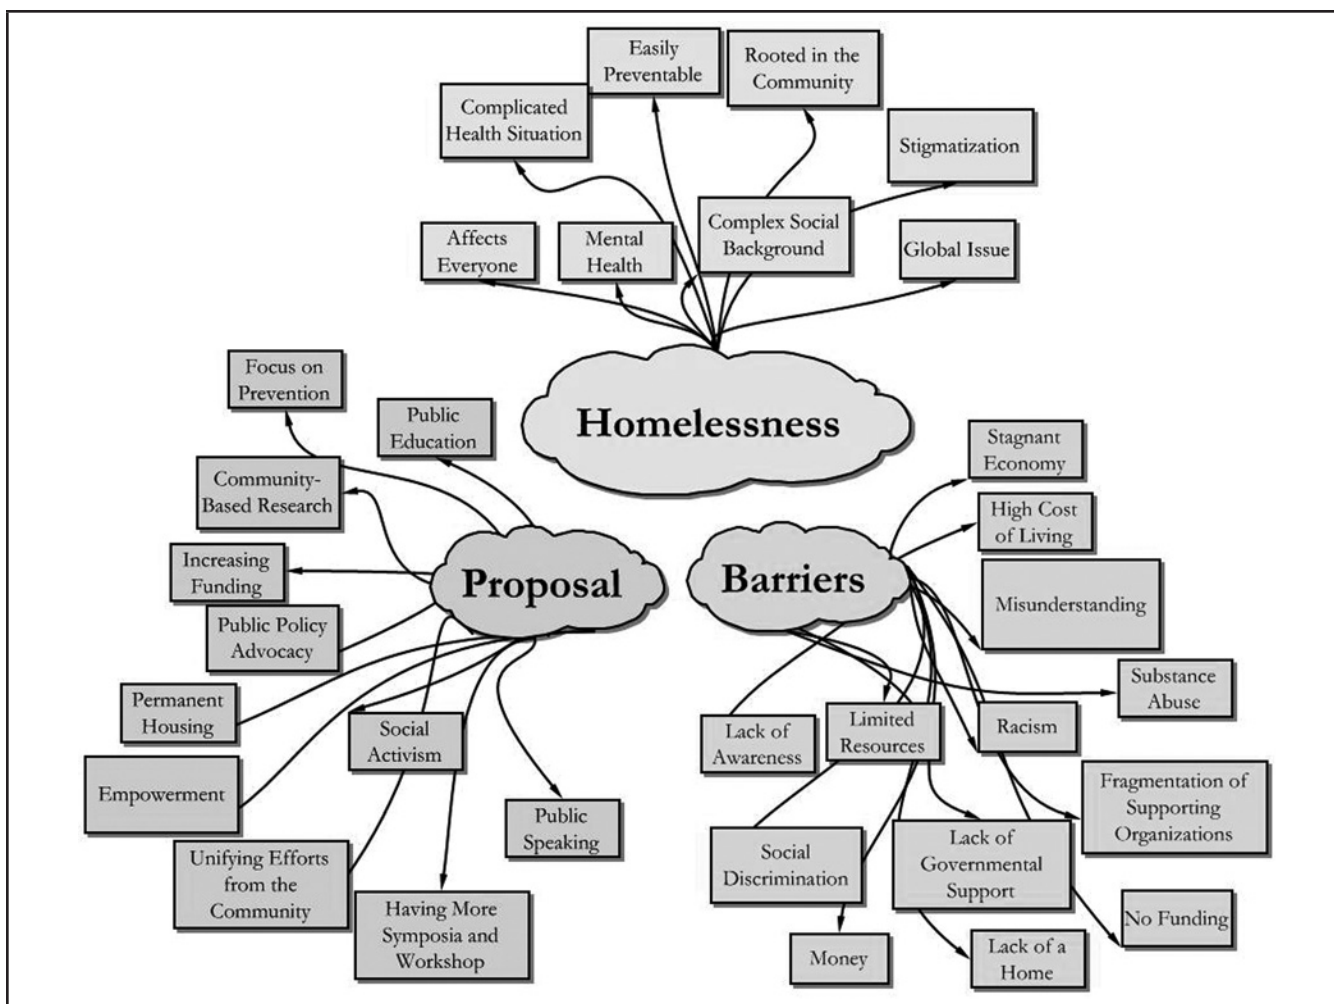 Easily
Preventable
Rooted in the
Community
Complicated
Health Situation
Stigmatization
Affects
Everyone
Mental
Health
Complex Social
Background
Global Issue
Homelessness
Focus on
Prevention
Public
Education
Community-
Based Research
Increasing
Funding
Public Policy
Advocacy
Permanent
Housing
Empowerment
Unifying Efforts
from the
Community
Social
Activism
Having More
Symposia and
Workshop
Public
Speaking
Proposal
Barriers
Stagnant
Economy
High Cost
of Living
Misunderstanding
Substance
Abuse
Lack of
Awareness
Limited
Resources
Racism
Fragmentation of
Supporting
Organizations
Social
Discrimination
Lack of
Governmental
Support
No Funding
Money
Lack of a
Home